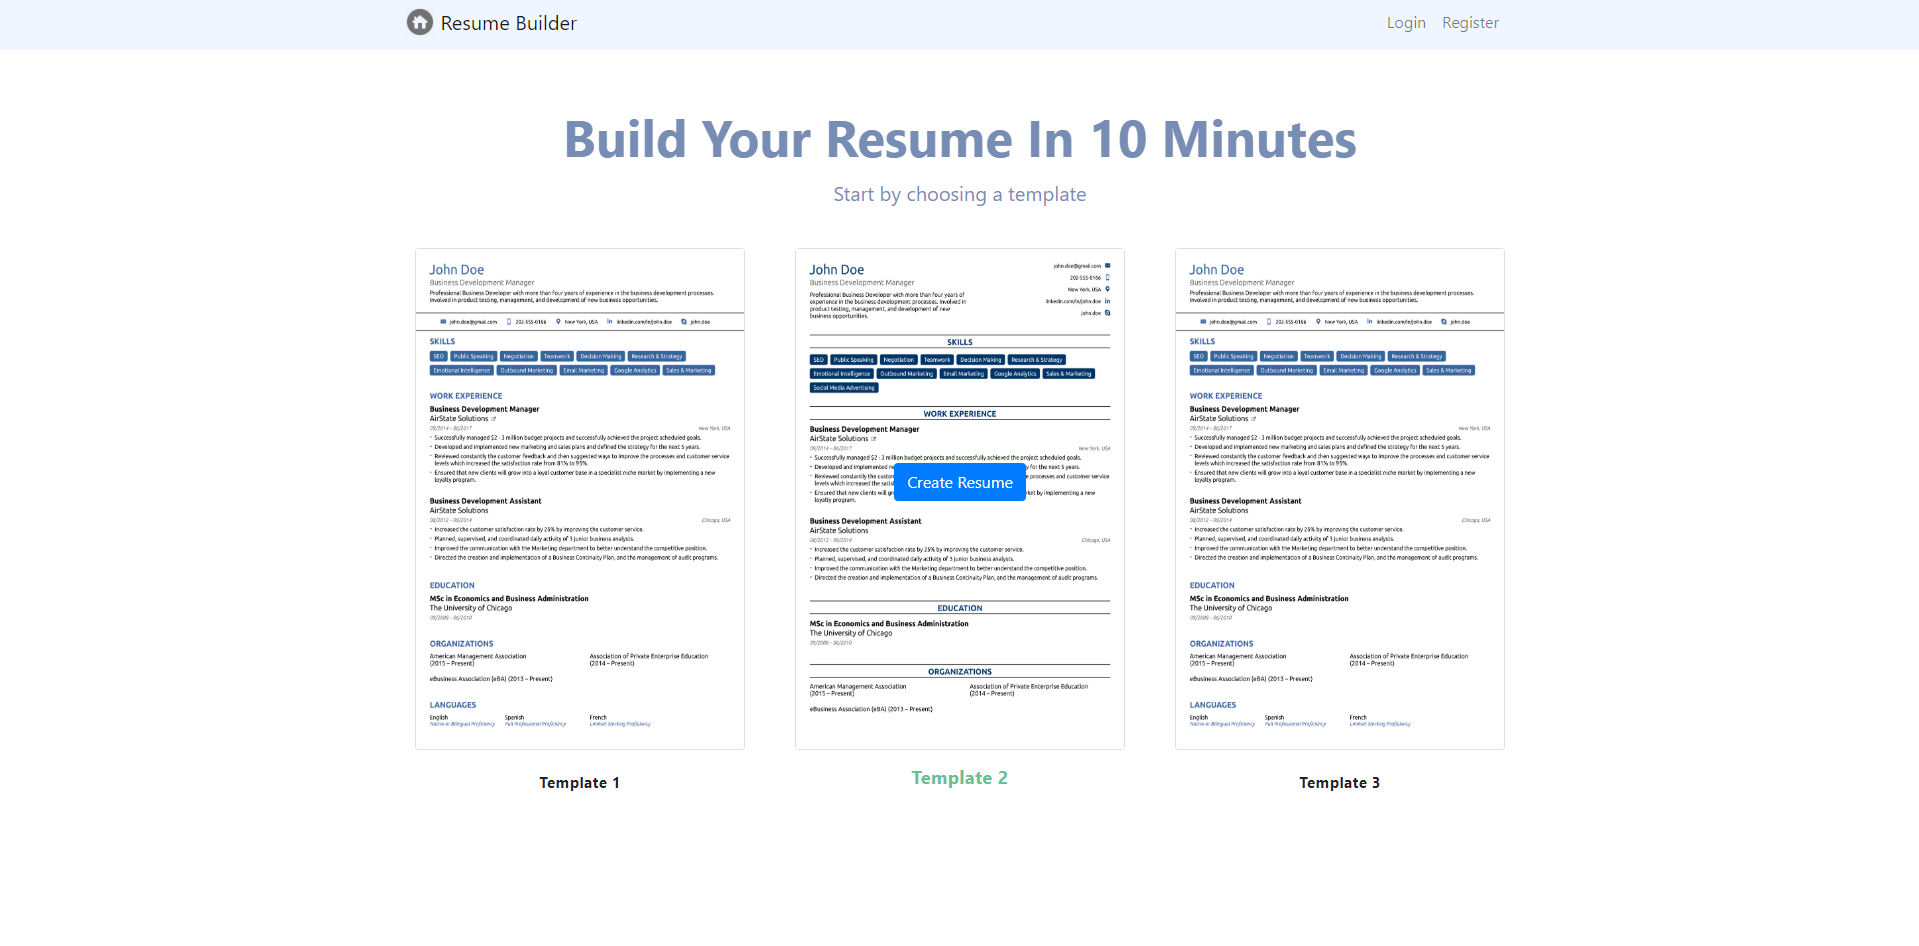 Resume Builder
Login Register
Build Your Resume In 10 Minutes
Start by choosing a template
John Doe
Business Development Manager
Professional Business Developer with more than four years of experience in the business development processes.
Involved in product testing, management, and development of new business opportunities.
john.doe@gmail.com 202-555-0166 New York, USA linkedin.com/in/john.doe john.doe
SKILLS
SEO Public Speaking Negotiation Teamwork Decision Making Research & Strategy
Emotional Intelligence Outbound Marketing Email Marketing Google Analytics Sales & Marketing
WORK EXPERIENCE
Business Development Manager
AirState Solutions
09/2014 - 06/2017 New York, USA
Successfully managed $2 - 3 million budget projects and successfully achieved the project scheduled goals.
Developed and implemented new marketing and sales plans and defined the strategy for the next 5 years.
Reviewed constantly the customer feedback and then suggested ways to improve the processes and customer service
levels which increased the satisfaction rate from 81% to 95%.
Ensured that new clients will grow into a loyal customer base in a specialist niche market by implementing a new
loyalty program.
Business Development Assistant
AirState Solutions
08/2012 - 09/2014 Chicago, USA
Increased the customer satisfaction rate by 25% by improving the customer service.
Planned, supervised, and coordinated daily activity of 3 junior business analysts.
Improved the communication with the Marketing department to better understand the competitive position.
Directed the creation and implementation of a Business Continuity Plan, and the management of audit programs.
EDUCATION
MSc in Economics and Business Administration
The University of Chicago
09/2008 - 06/2010
ORGANIZATIONS
American Management Association
(2015 – Present)
Association of Private Enterprise Education
(2014 – Present)
eBusiness Association (eBA) (2013 – Present)
LANGUAGES
English Spanish French
Native or Bilingual Proficiency Full Professional Proficiency Limited Working Proficiency
Template 1
John Doe
Business Development Manager
Professional Business Developer with more than four years of
experience in the business development processes. Involved in
product testing, management, and development of new
business opportunities.
john.doe@gmail.com
202-555-0166
New York, USA
linkedin.com/in/john.doe
john.doe
SKILLS
SEO Public Speaking Negotiation Teamwork Decision Making Research & Strategy
Emotional Intelligence Outbound Marketing Email Marketing Google Analytics Sales & Marketing
Social Media Advertising
WORK EXPERIENCE
Business Development Manager
AirState Solutions
09/2014 - 06/2017 New York, USA
Successfully managed $2 - 3 million budget projects and successfully achieved the project scheduled goals.
Developed and implemented for the next 5 years.
Reviewed constantly the processes and customer service
levels which increased the
Ensured that new clients will by implementing a new
loyalty program.
Create Resume
Business Development Assistant
AirState Solutions
08/2012 - 09/2014 Chicago, USA
Increased the customer satisfaction rate by 25% by improving the customer service.
Planned, supervised, and coordinated daily activity of 3 junior business analysts.
Improved the communication with the Marketing department to better understand the competitive position.
Directed the creation and implementation of a Business Continuity Plan, and the management of audit programs.
EDUCATION
MSc in Economics and Business Administration
The University of Chicago
09/2008 - 06/2010
ORGANIZATIONS
American Management Association
(2015 – Present)
Association of Private Enterprise Education
(2014 – Present)
eBusiness Association (eBA) (2013 – Present)
Template 2
John Doe
Business Development Manager
Professional Business Developer with more than four years of experience in the business development processes.
Involved in product testing, management, and development of new business opportunities.
john.doe@gmail.com 202-555-0166 New York, USA linkedin.com/in/john.doe john.doe
SKILLS
SEO Public Speaking Negotiation Teamwork Decision Making Research & Strategy
Emotional Intelligence Outbound Marketing Email Marketing Google Analytics Sales & Marketing
WORK EXPERIENCE
Business Development Manager
AirState Solutions
09/2014 - 06/2017 New York, USA
Successfully managed $2 - 3 million budget projects and successfully achieved the project scheduled goals.
Developed and implemented new marketing and sales plans and defined the strategy for the next 5 years.
Reviewed constantly the customer feedback and then suggested ways to improve the processes and customer service
levels which increased the satisfaction rate from 81% to 95%.
Ensured that new clients will grow into a loyal customer base in a specialist niche market by implementing a new
loyalty program.
Business Development Assistant
AirState Solutions
08/2012 - 09/2014 Chicago, USA
Increased the customer satisfaction rate by 25% by improving the customer service.
Planned, supervised, and coordinated daily activity of 3 junior business analysts.
Improved the communication with the Marketing department to better understand the competitive position.
Directed the creation and implementation of a Business Continuity Plan, and the management of audit programs.
EDUCATION
MSc in Economics and Business Administration
The University of Chicago
09/2008 - 06/2010
ORGANIZATIONS
American Management Association
(2015 – Present)
Association of Private Enterprise Education
(2014 – Present)
eBusiness Association (eBA) (2013 – Present)
LANGUAGES
English Spanish French
Native or Bilingual Proficiency Full Professional Proficiency Limited Working Proficiency
Template 3